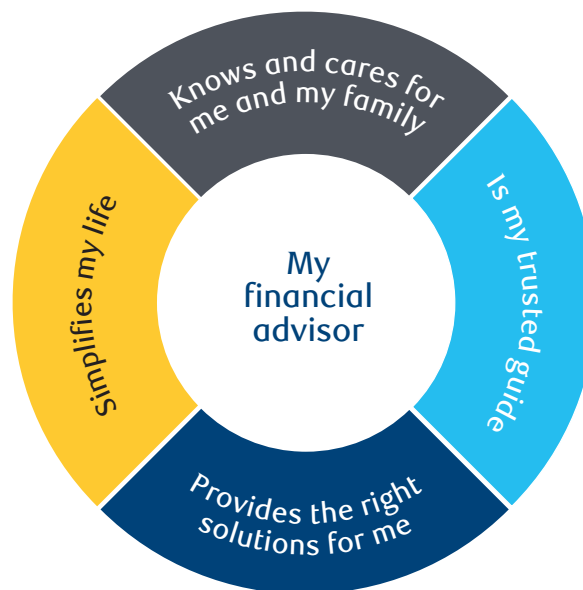 Knows and cares for
me and my family
Is my trusted guide
Provides the right
solutions for me
Simplifies my life
My
financial
advisor